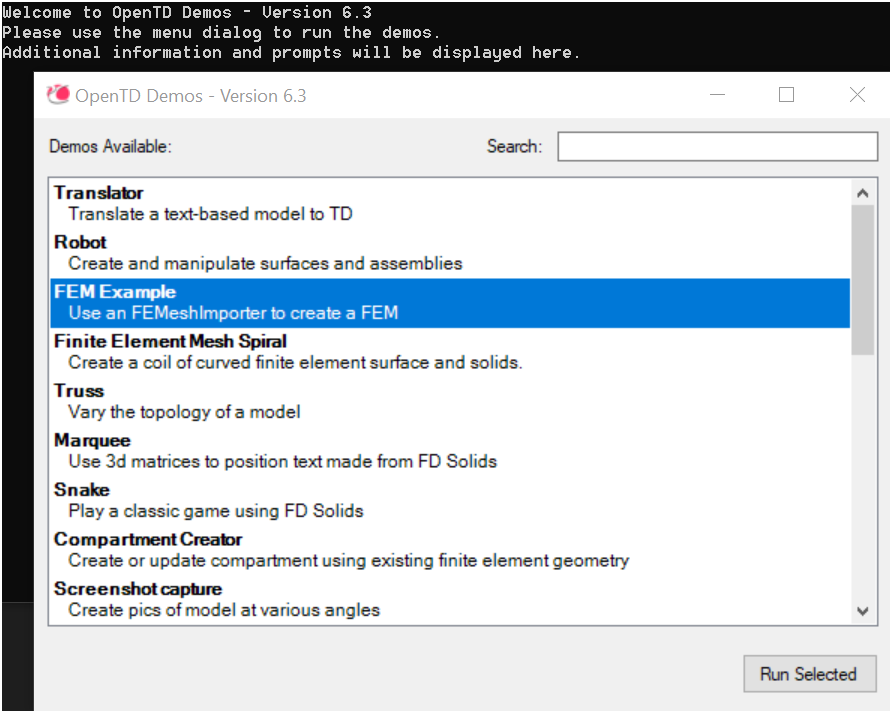 Welcome to OpenTD Demos - Version 6.3
Please use the menu dialog to run the demos.
Additional information and prompts will be displayed here.
OpenTD Demos - Version 6.3
Demos Available:
Search:
Translator
Translate a text-based model to TD
Robot
Create and manipulate surfaces and assemblies
FEM Example
Use an FEMeshImporter to create a FEM
Finite Element Mesh Spiral
Create a coil of curved finite element surface and solids.
Truss
Vary the topology of a model
Marquee
Use 3d matrices to position text made from FD Solids
Snake
Play a classic game using FD Solids
Compartment Creator
Create or update compartment using existing finite element geometry
Screenshot capture
Create pics of model at various angles
Run Selected